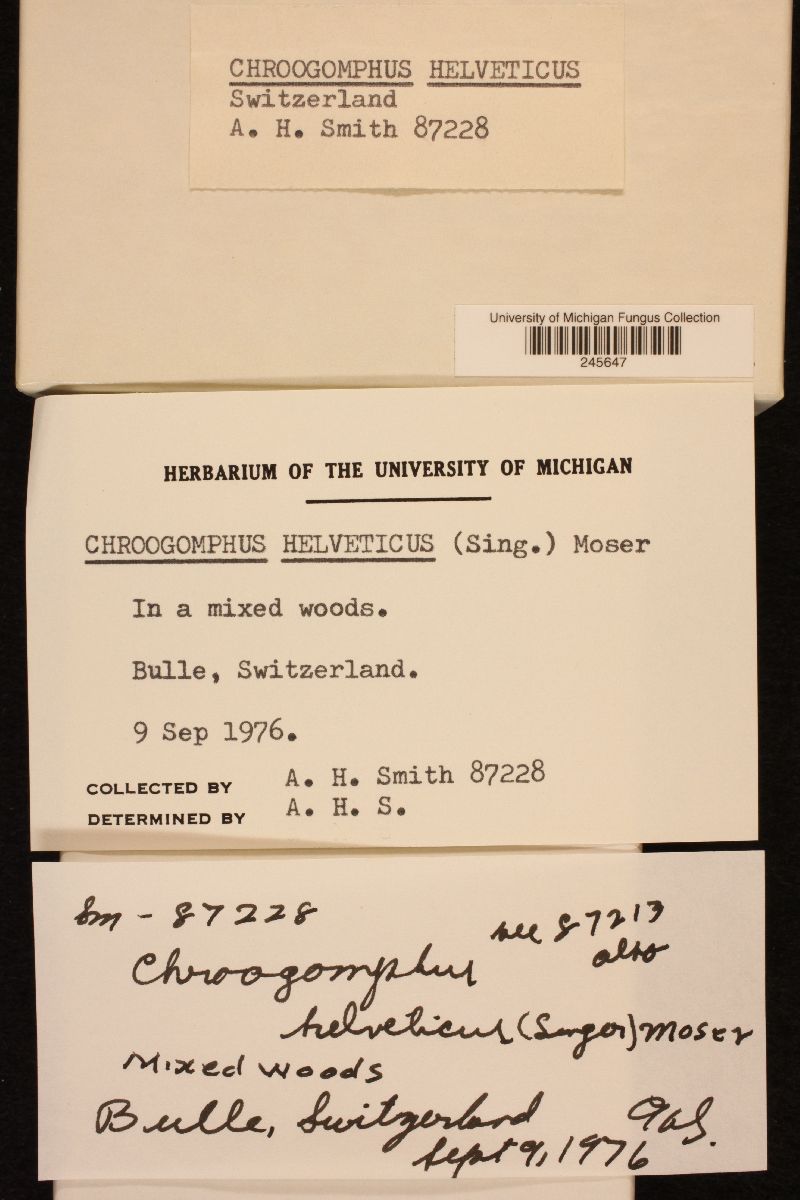 CHROOGOMPHUS HELVETICUS
Switzerland
A. H. Smith 87228
University of Michigan Fungus Collection
245647
HERBARIUM OF THE UNIVERSITY OF MICHIGAN
CHROOGOMPHUS HELVETICUS (Sing.) Moser
In a mixed woods.
Bulle, Switzerland.
9 Sep 1976.
COLLECTED BY A. H. Smith 87228
DETERMINED BY A. H. S.
Sm - 87228
see 87213
also
Chroogomphus
helveticus (Singer) Moser
Mixed woods
Bulle, Switzerland
Sept 9, 1976